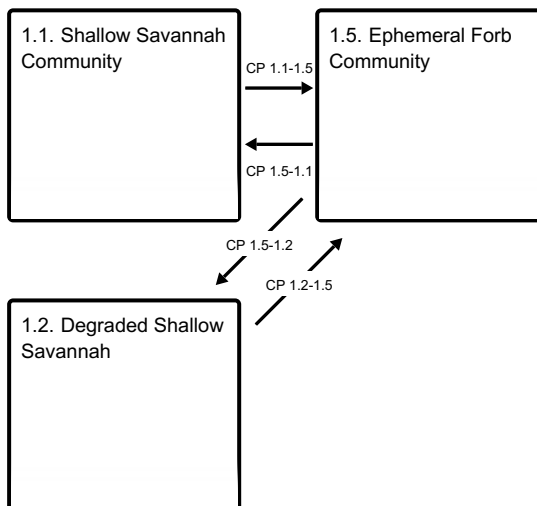 1.1. Shallow Savannah
Community
1.5. Ephemeral Forb
Community
CP 1.1-1.5
CP 1.5-1.1
CP 1.5-1.2
CP 1.2-1.5
1.2. Degraded Shallow
Savannah